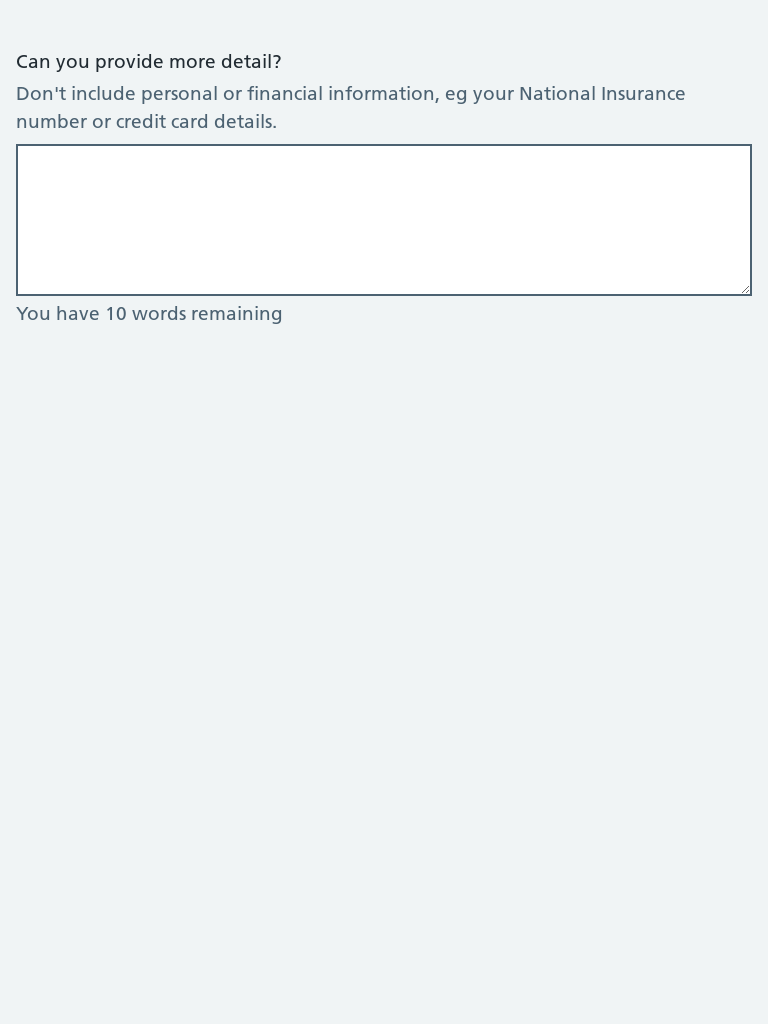 Can you provide more detail?
Don't include personal or financial information, eg your National Insurance
number or credit card details.
You have 10 words remaining